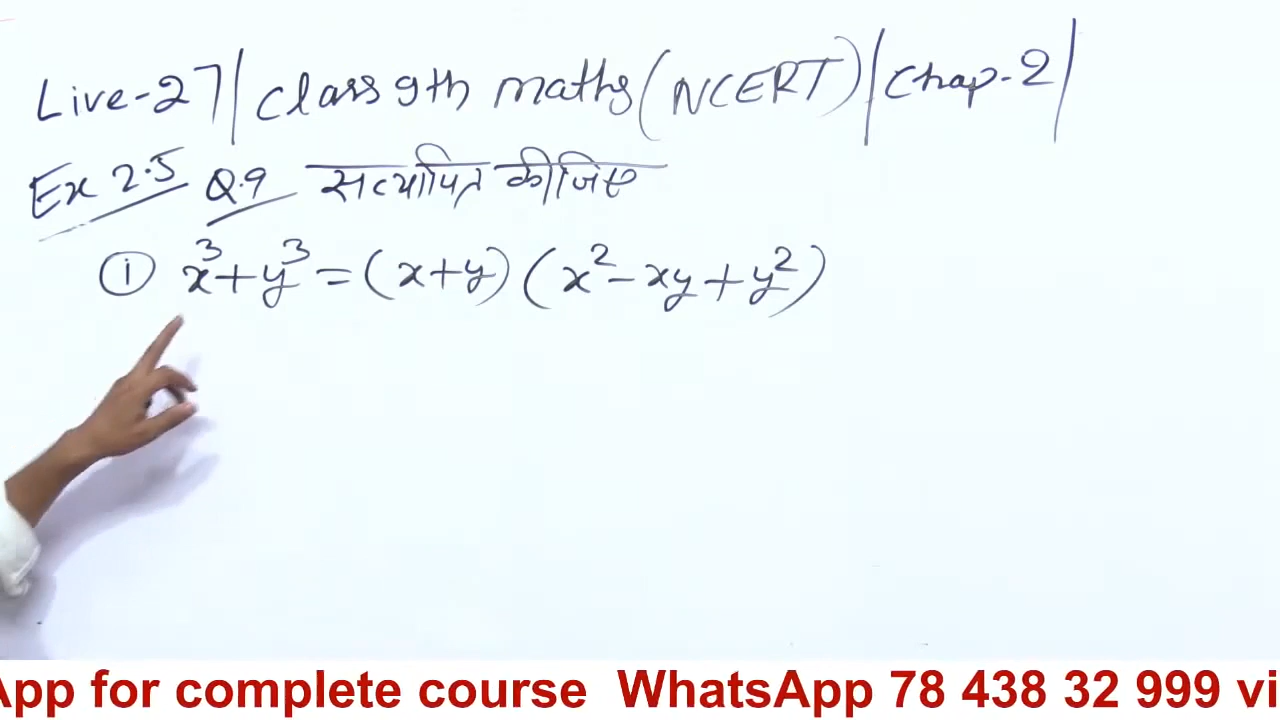 Live-27| Class 9th maths (NCERT)| Chap-2|
Ex 2.5 Q.9 सत्यापित कीजिए
(i) x³+y³ = (x+y) (x²-xy+y²)
App for complete course WhatsApp 78 438 32 999 vi